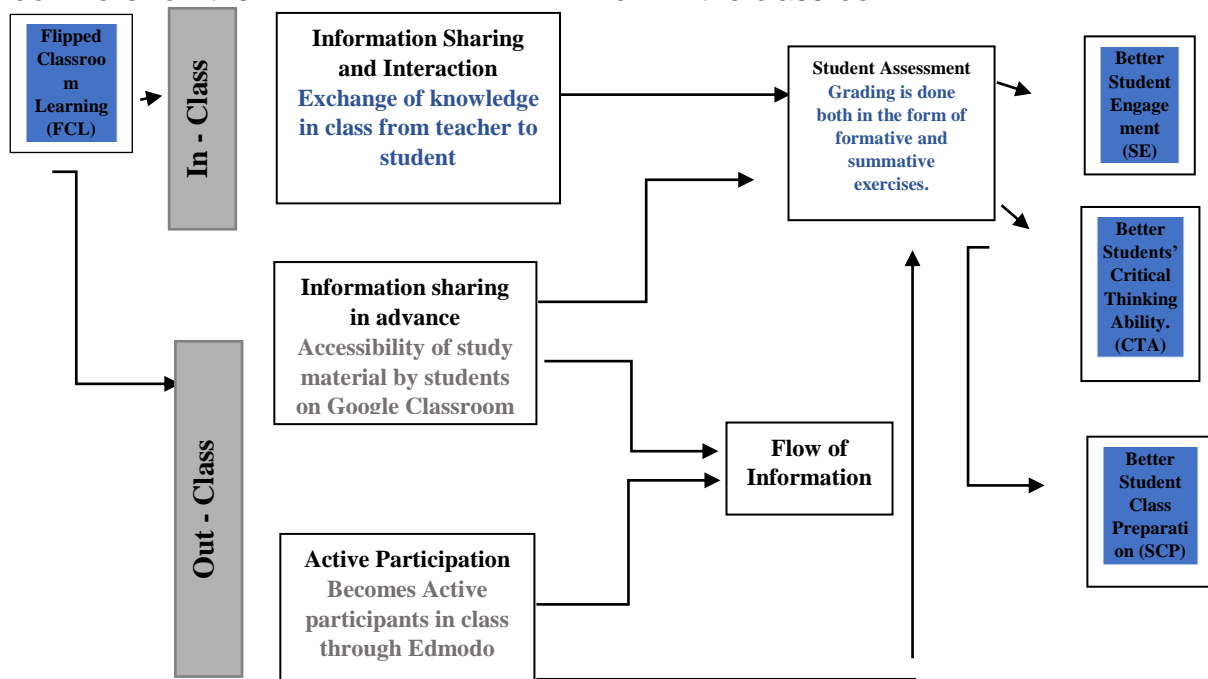 Flipped
Classroo
m
Learning
(FCL)
In - Class
Information Sharing
and Interaction
Exchange of knowledge
in class from teacher to
student
Student Assessment
Grading is done
both in the form of
formative and
summative
exercises.
Better
Student
Engage
ment
(SE)
Better
Students’
Critical
Thinking
Ability.
(CTA)
Information sharing
in advance
Accessibility of study
material by students
on Google Classroom
Out - Class
Flow of
Information
Better
Student
Class
Preparati
on (SCP)
Active Participation
Becomes Active
participants in class
through Edmodo